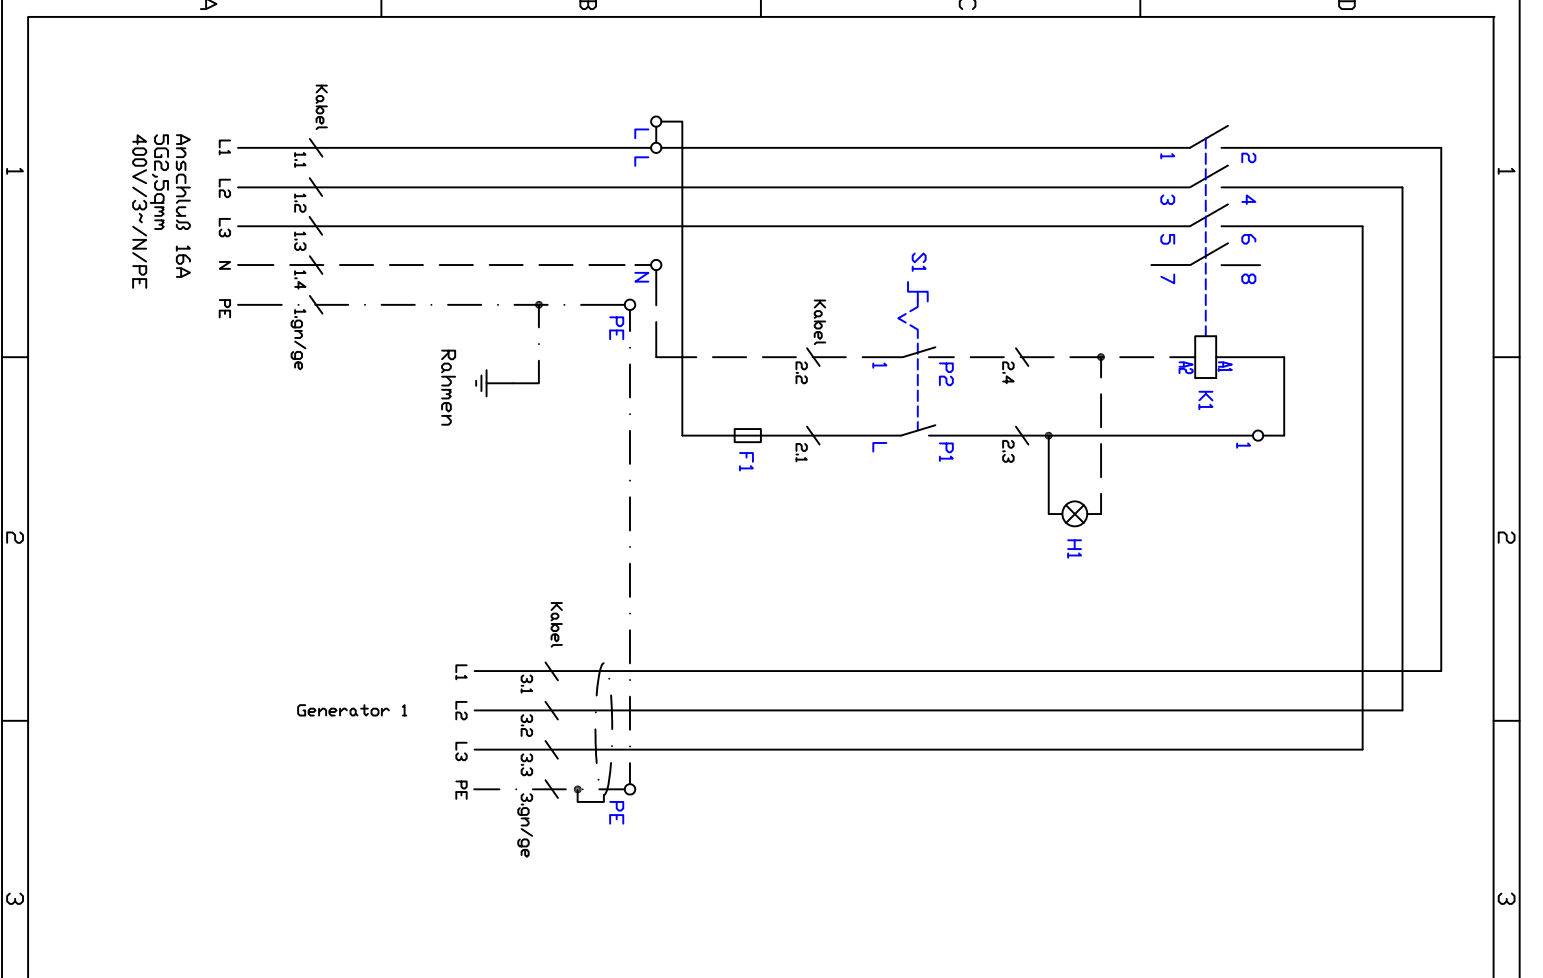 A
B
C
D
1
2
3
1
2
3
Anschluß 16A
5G2,5qmm
400V/3~/N/PE
L1
L2
L3
N
PE
Kabel
1.1
1.2
1.3
1.4
1.gn/ge
Rahmen
L
L
N
PE
1
2
3
4
5
6
7
8
S1
Kabel
2.2
1
P2
2.4
A2
A1
K1
F1
2.1
L
P1
2.3
1
H1
Kabel
Generator 1
L1
L2
L3
PE
3.1
3.2
3.3
3.gn/ge
PE